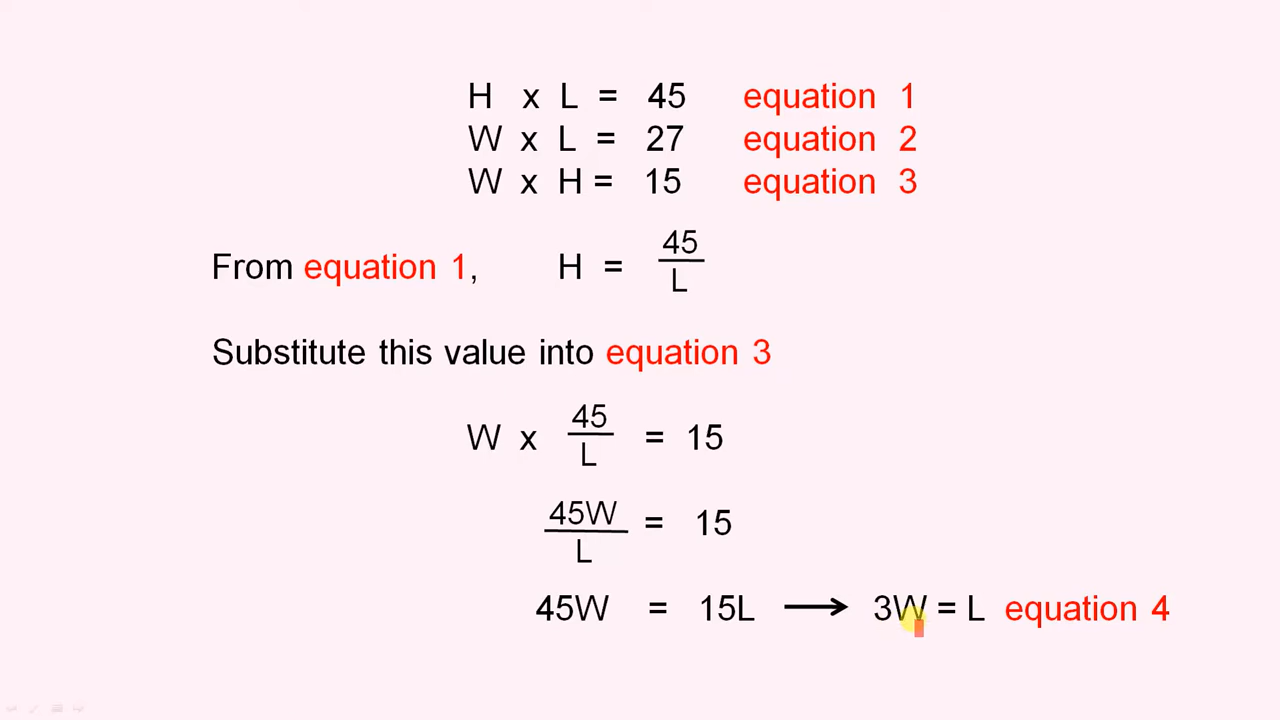 H x L = 45 equation 1
W x L = 27 equation 2
W x H = 15 equation 3
From equation 1, H = 45/L
Substitute this value into equation 3
W x 45/L = 15
45W/L = 15
45W = 15L → 3W = L equation 4